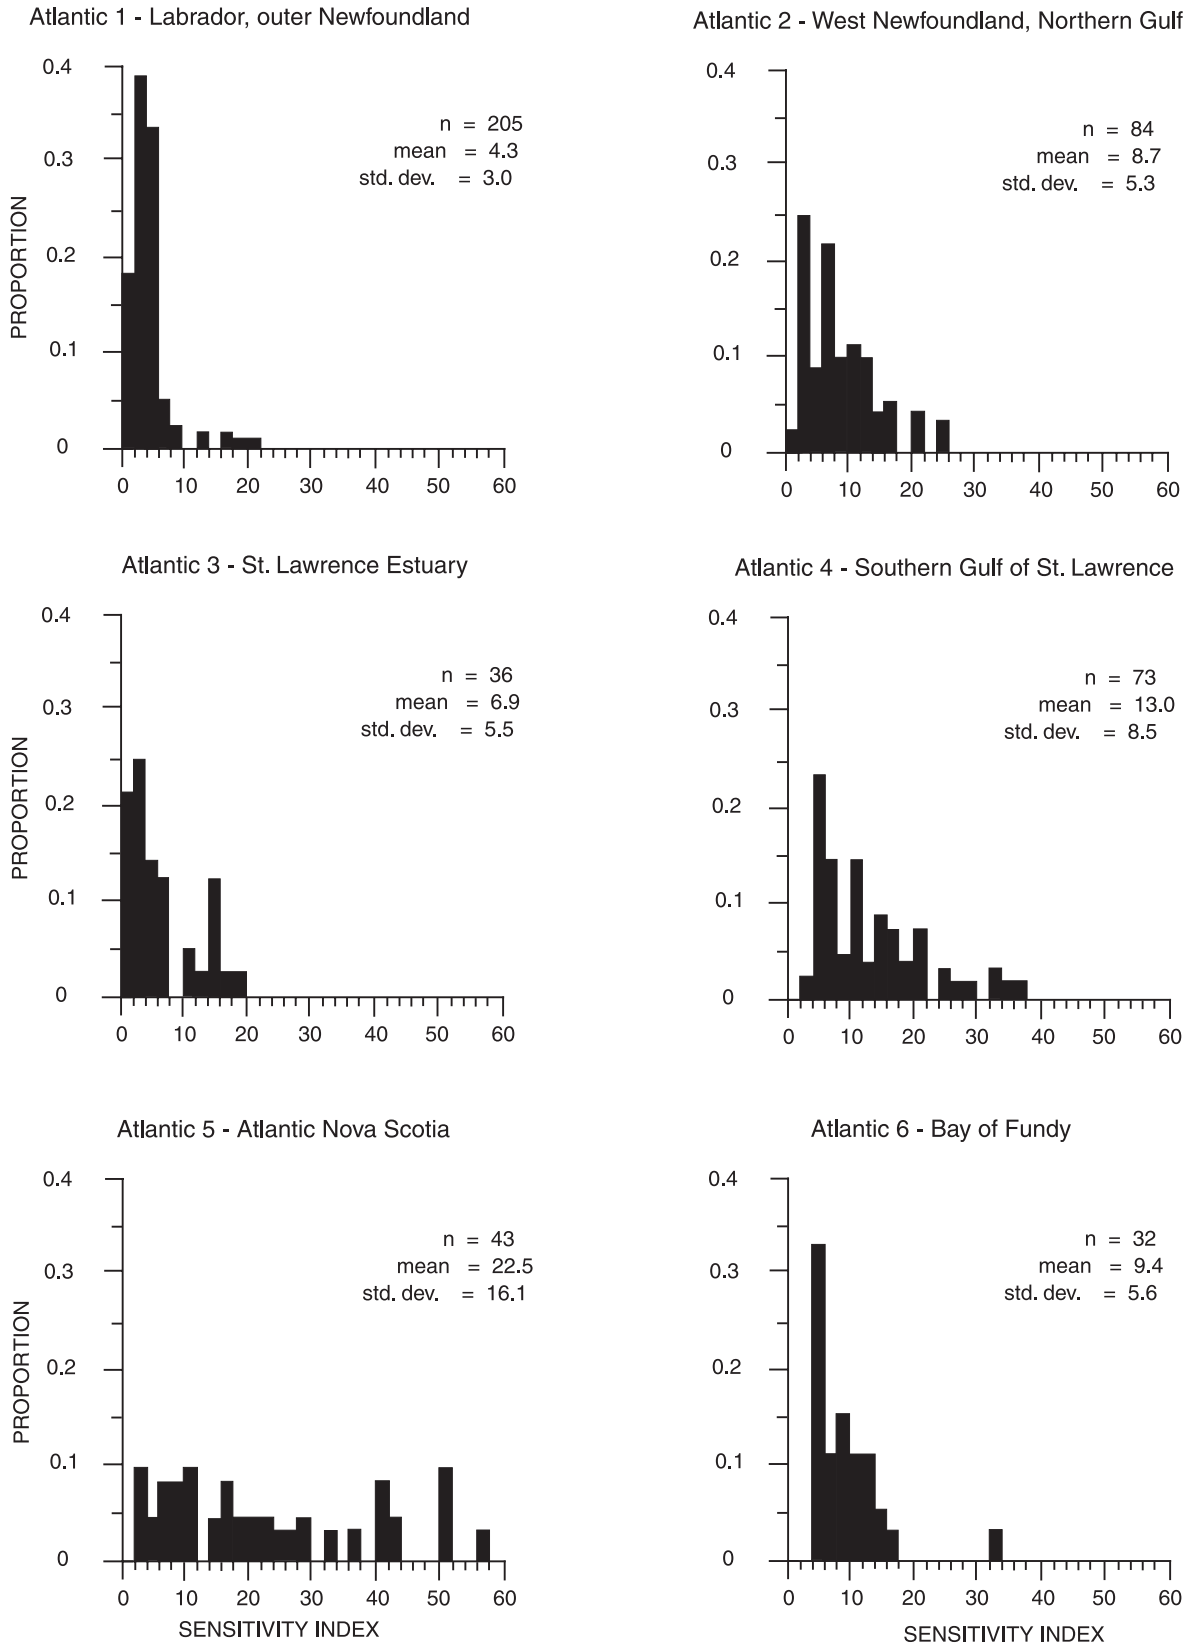 Atlantic 1 - Labrador, outer Newfoundland
0.4
0.3
0.2
0.1
0
PROPORTION
n = 205
mean = 4.3
std. dev. = 3.0
0 10 20 30 40 50 60
Atlantic 2 - West Newfoundland, Northern Gulf
0.4
0.3
0.2
0.1
0
n = 84
mean = 8.7
std. dev. = 5.3
0 10 20 30 40 50 60
Atlantic 3 - St. Lawrence Estuary
0.4
0.3
0.2
0.1
0
PROPORTION
n = 36
mean = 6.9
std. dev. = 5.5
0 10 20 30 40 50 60
Atlantic 4 - Southern Gulf of St. Lawrence
0.4
0.3
0.2
0.1
0
n = 73
mean = 13.0
std. dev. = 8.5
0 10 20 30 40 50 60
Atlantic 5 - Atlantic Nova Scotia
0.4
0.3
0.2
0.1
0
PROPORTION
n = 43
mean = 22.5
std. dev. = 16.1
0 10 20 30 40 50 60
SENSITIVITY INDEX
Atlantic 6 - Bay of Fundy
0.4
0.3
0.2
0.1
0
n = 32
mean = 9.4
std. dev. = 5.6
0 10 20 30 40 50 60
SENSITIVITY INDEX